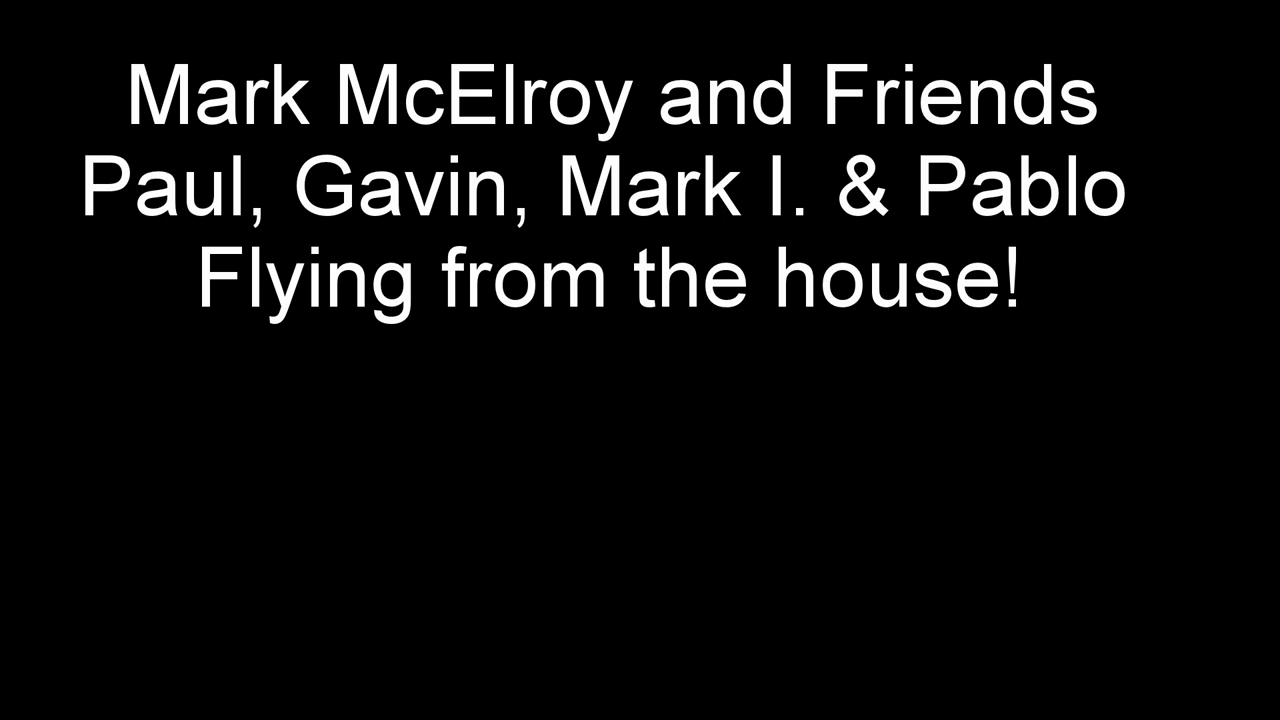 Mark McElroy and Friends
Paul, Gavin, Mark I. & Pablo
Flying from the house!